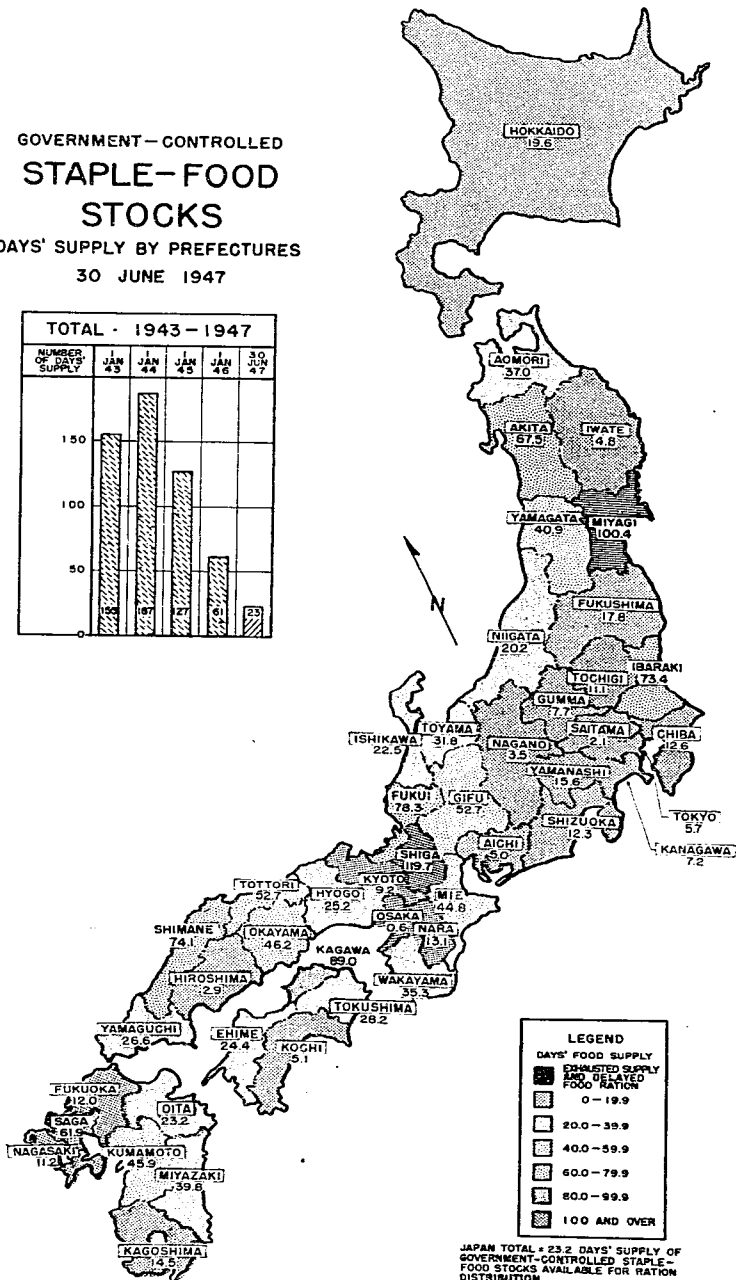 GOVERNMENT-CONTROLLED
STAPLE-FOOD
STOCKS
DAYS' SUPPLY BY PREFECTURES
30 JUNE 1947
TOTAL · 1943-1947
NUMBER
OF DAYS'
SUPPLY
1
JAN
43
1
JAN
44
1
JAN
45
1
JAN
46
30
JUN
47
150
100
50
0
155
187
127
61
23
HOKKAIDO
19.6
AOMORI
37.0
AKITA
67.5
IWATE
4.8
YAMAGATA
40.9
MIYAGI
100.4
N
FUKUSHIMA
17.8
NIIGATA
20.2
IBARAKI
73.4
TOCHIGI
11.1
GUMMA
7.7
SAITAMA
2.1
CHIBA
12.6
TOYAMA
31.8
ISHIKAWA
22.5
NAGANO
3.5
YAMANASHI
15.6
FUKUI
78.3
GIFU
52.7
SHIZUOKA
12.3
TOKYO
5.7
KANAGAWA
7.2
AICHI
5.0
SHIGA
119.7
KYOTO
9.2
TOTTORI
52.7
HYOGO
25.2
MIE
44.8
OSAKA
0.6
NARA
13.1
SHIMANE
74.1
OKAYAMA
46.2
KAGAWA
89.0
HIROSHIMA
2.9
WAKAYAMA
35.3
TOKUSHIMA
28.2
YAMAGUCHI
26.6
EHIME
24.4
KOCHI
5.1
FUKUOKA
12.0
OITA
23.2
SAGA
61.9
NAGASAKI
11.2
KUMAMOTO
45.9
MIYAZAKI
39.8
KAGOSHIMA
14.5
LEGEND
DAYS' FOOD SUPPLY
EXHAUSTED SUPPLY
AND DELAYED
FOOD RATION
0-19.9
20.0-39.9
40.0-59.9
60.0-79.9
80.0-99.9
100 AND OVER
JAPAN TOTAL = 23.2 DAYS' SUPPLY OF
GOVERNMENT-CONTROLLED STAPLE-
FOOD STOCKS AVAILABLE FOR RATION
DISTRIBUTION